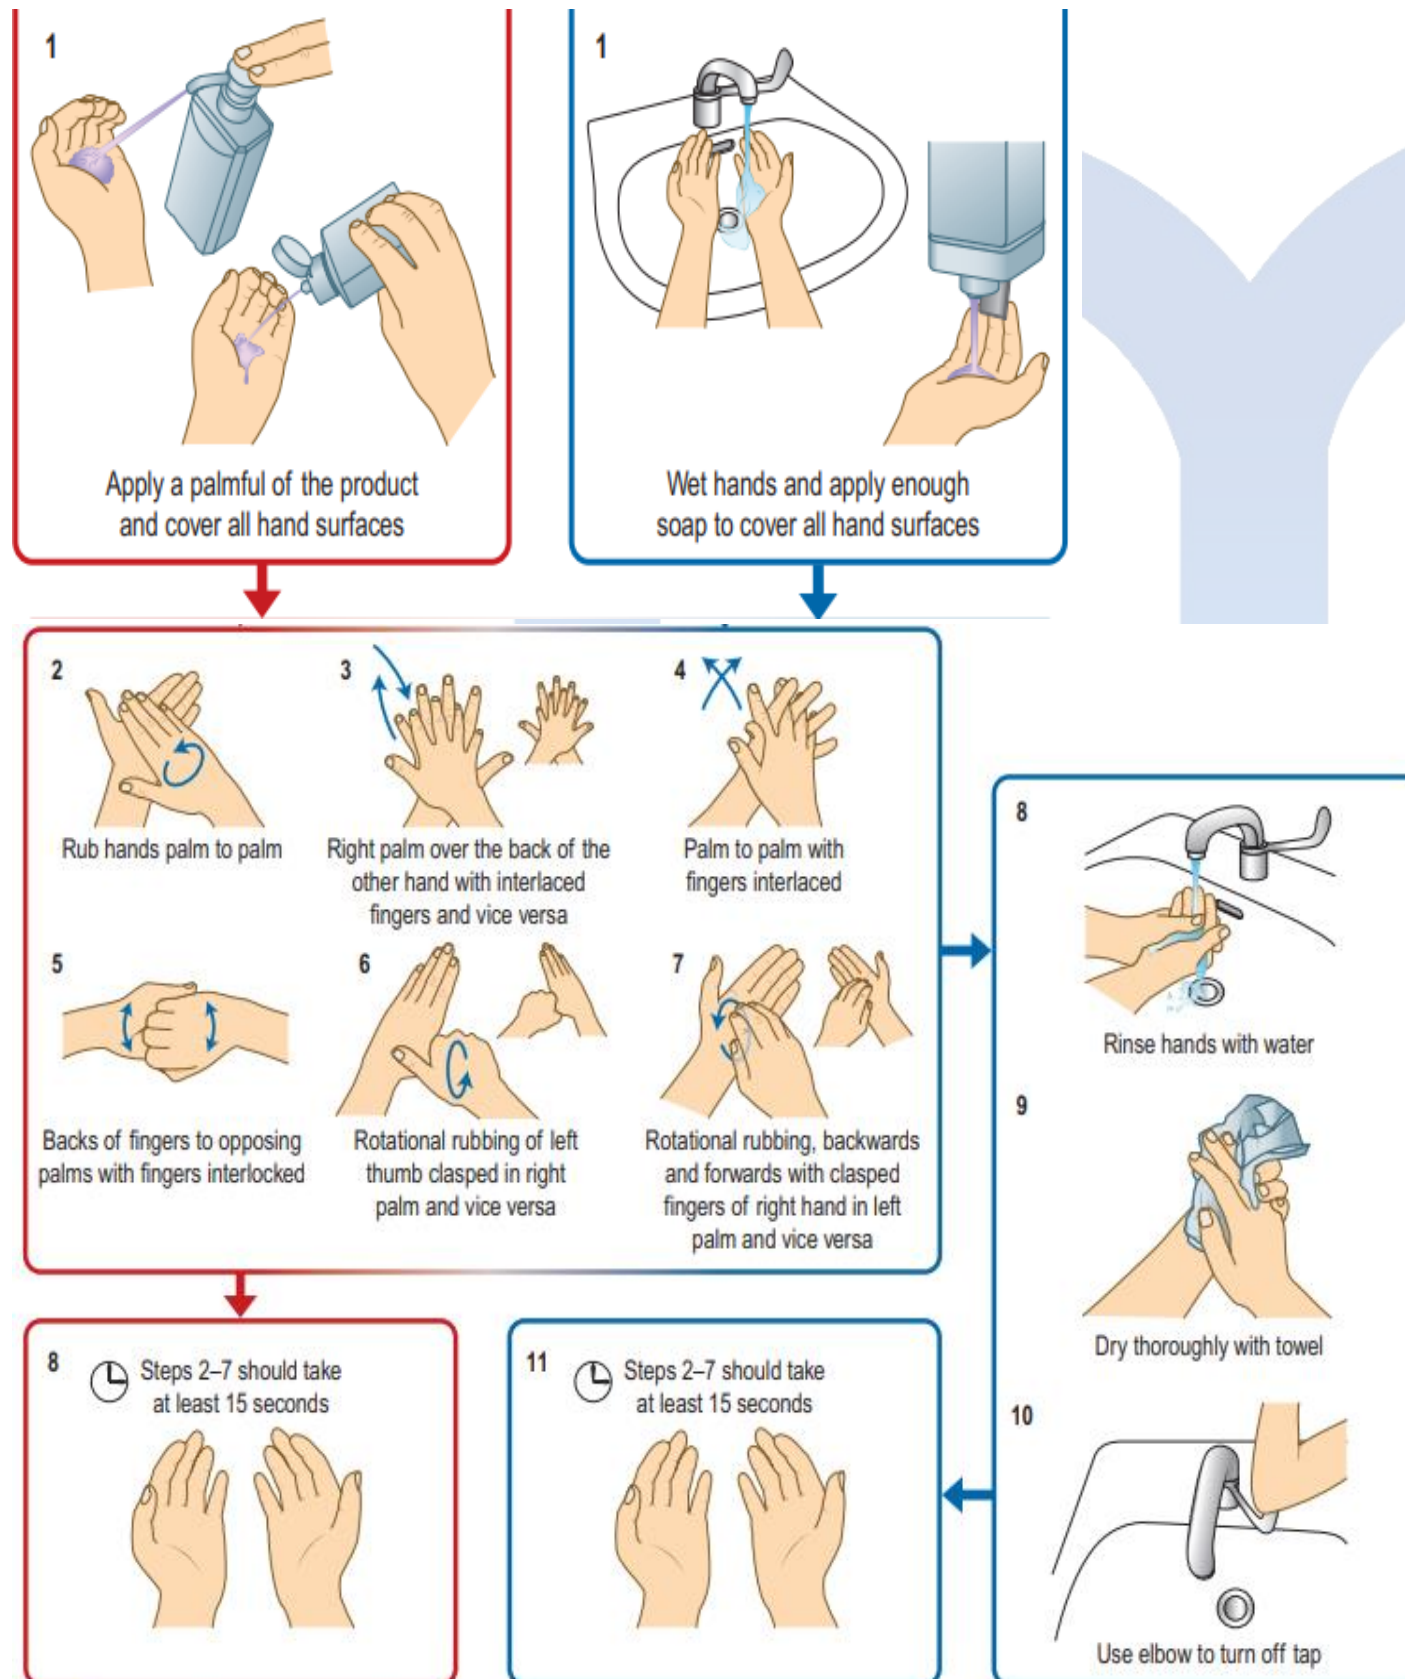 1
Apply a palmful of the product
and cover all hand surfaces
1
Wet hands and apply enough
soap to cover all hand surfaces
2
Rub hands palm to palm
3
Right palm over the back of the
other hand with interlaced
fingers and vice versa
4
Palm to palm with
fingers interlaced
5
Backs of fingers to opposing
palms with fingers interlocked
6
Rotational rubbing of left
thumb clasped in right
palm and vice versa
7
Rotational rubbing, backwards
and forwards with clasped
fingers of right hand in left
palm and vice versa
8
Rinse hands with water
9
Dry thoroughly with towel
10
Use elbow to turn off tap
8
Steps 2–7 should take
at least 15 seconds
11
Steps 2–7 should take
at least 15 seconds